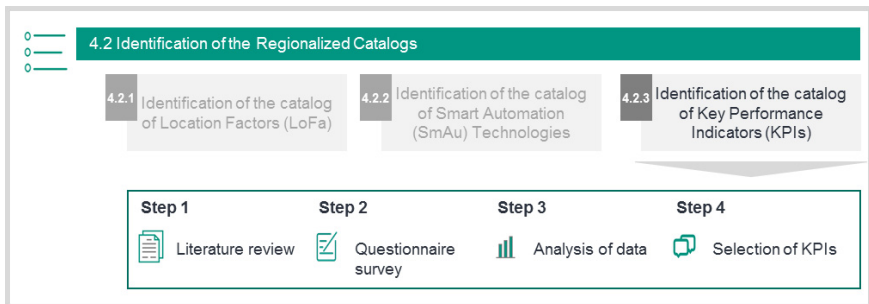 4.2 Identification of the Regionalized Catalogs
4.2.1
Identification of the catalog
of Location Factors (LoFa)
4.2.2
Identification of the catalog
of Smart Automation
(SmAu) Technologies
4.2.3
Identification of the catalog
of Key Performance
Indicators (KPIs)
Step 1
Literature review
Step 2
Questionnaire
survey
Step 3
Analysis of data
Step 4
Selection of KPIs